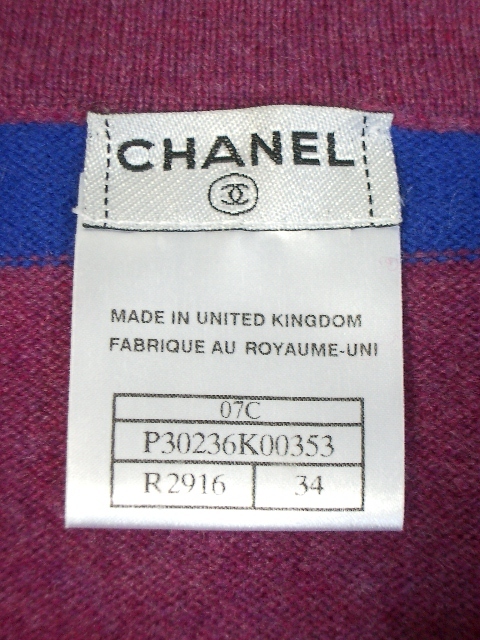 CHANEL
MADE IN UNITED KINGDOM
FABRIQUE AU ROYAUME-UNI
07C
P30236K00353
R2916 34